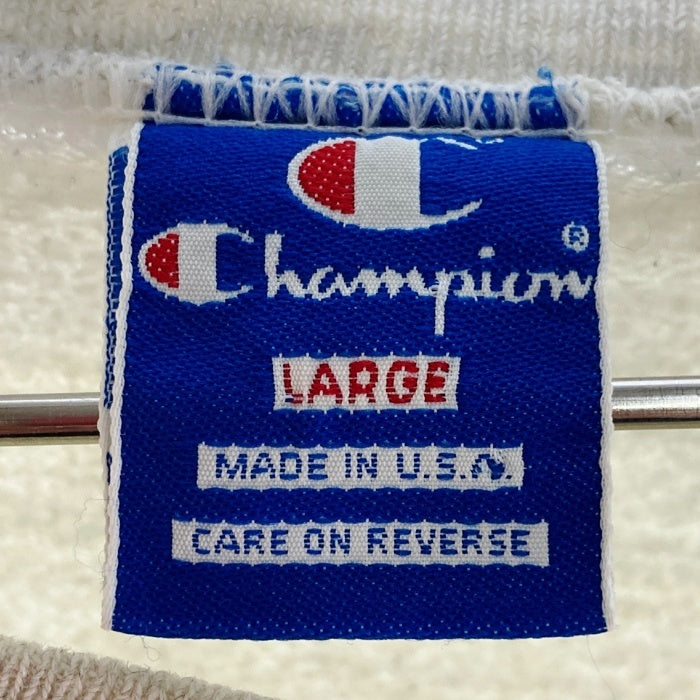 Champion®
LARGE
MADE IN U.S.A.
CARE ON REVERSE